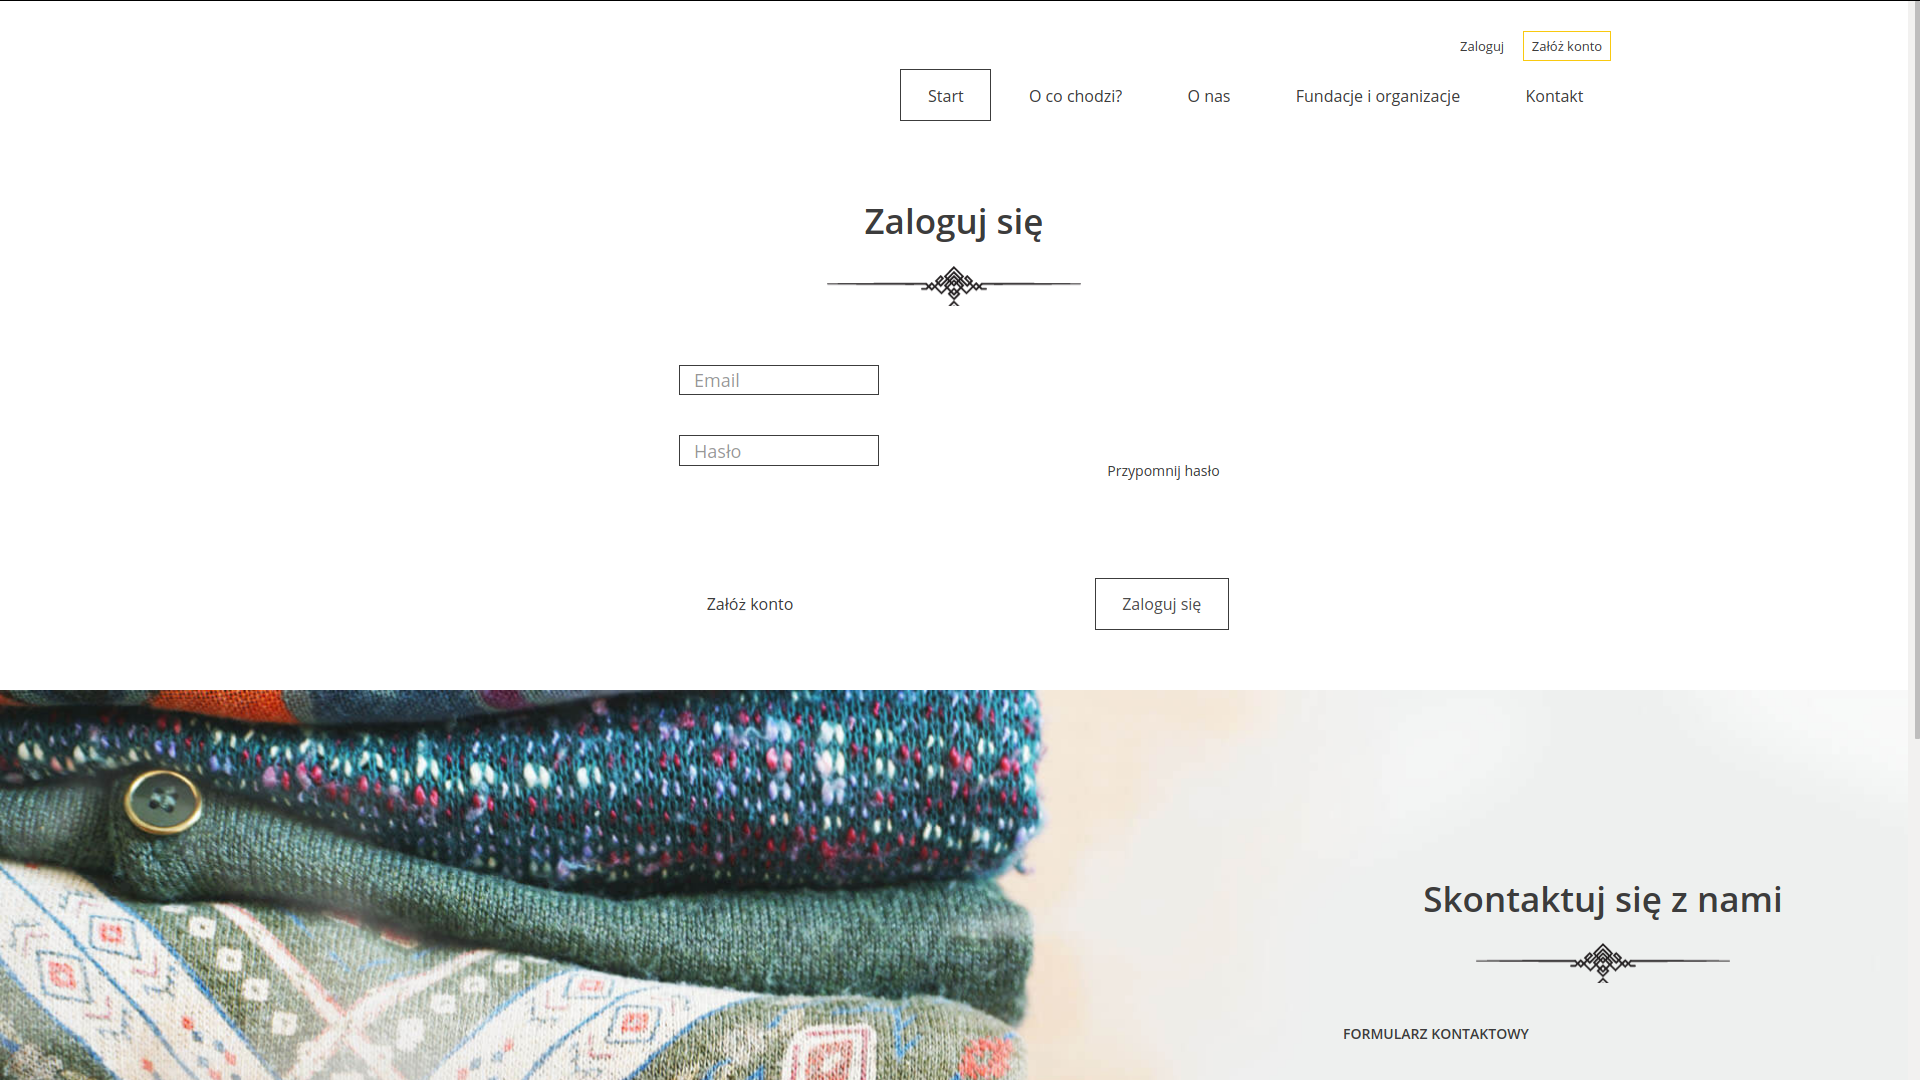 Zaloguj
Załóż konto
Start
O co chodzi?
O nas
Fundacje i organizacje
Kontakt
Zaloguj się
Email
Hasło
Przypomnij hasło
Załóż konto
Zaloguj się
Skontaktuj się z nami
FORMULARZ KONTAKTOWY